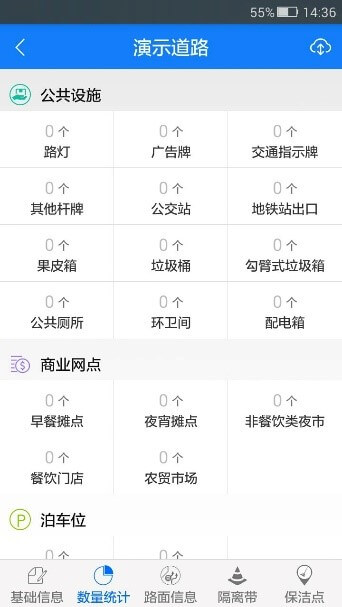 55% 14:36
演示道路
公共设施
0个 0个 0个
路灯 广告牌 交通指示牌
0个 0个 0个
其他杆牌 公交站 地铁站出口
0个 0个 0个
果皮箱 垃圾桶 勾臂式垃圾箱
0个 0个 0个
公共厕所 环卫间 配电箱
商业网点
0个 0个 0个
早餐摊点 夜宵摊点 非餐饮类夜市
0个 0个
餐饮门店 农贸市场
泊车位
0个 0个 0个
基础信息 数量统计 路面信息 隔离带 保洁点